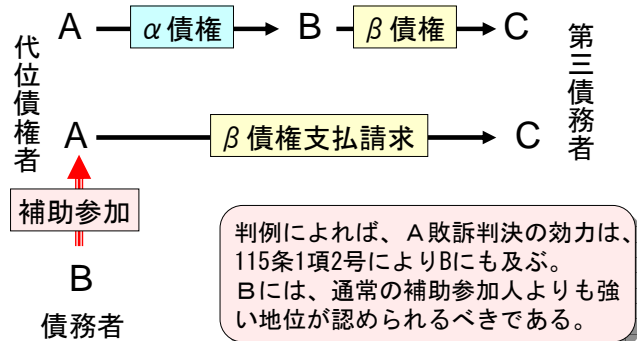 A α債権 B β債権 C
代位債権者
第三債務者
A β債権支払請求 C
補助参加
B
債務者
判例によれば、A敗訴判決の効力は、
115条1項2号によりBにも及ぶ。
Bには、通常の補助参加人よりも強
い地位が認められるべきである。